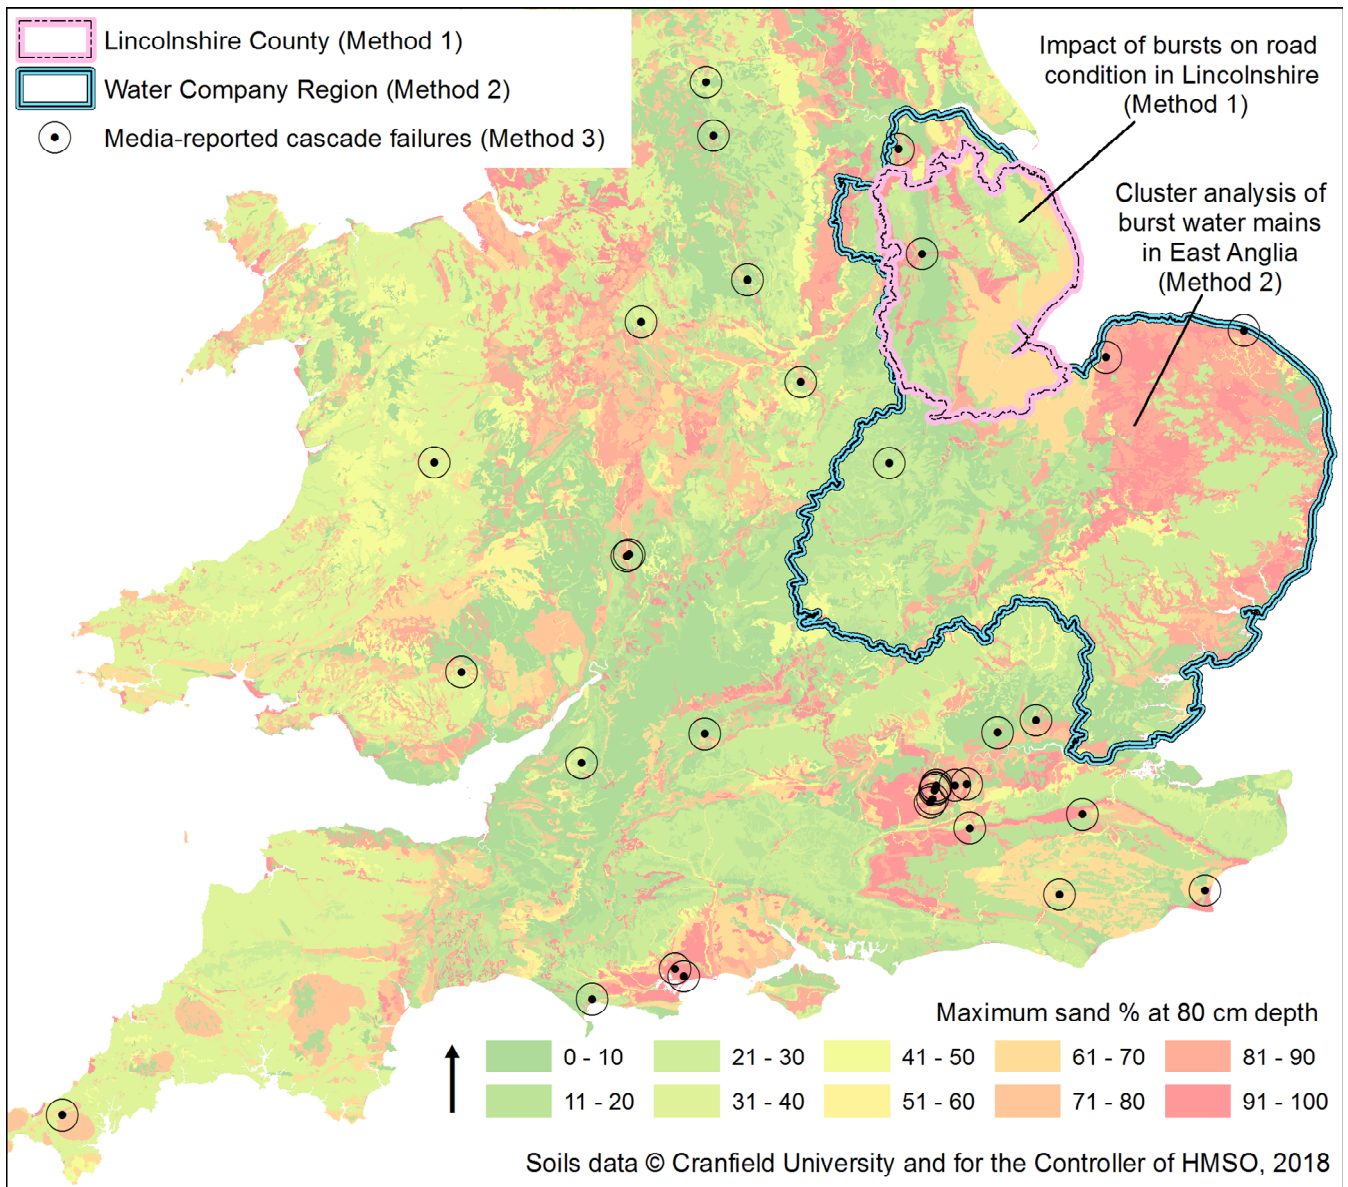 Lincolnshire County (Method 1)
Water Company Region (Method 2)
Media-reported cascade failures (Method 3)
Impact of bursts on road
condition in Lincolnshire
(Method 1)
Cluster analysis of
burst water mains
in East Anglia
(Method 2)
Maximum sand % at 80 cm depth
0 - 10
21 - 30
41 - 50
61 - 70
81 - 90
11 - 20
31 - 40
51 - 60
71 - 80
91 - 100
Soils data © Cranfield University and for the Controller of HMSO, 2018